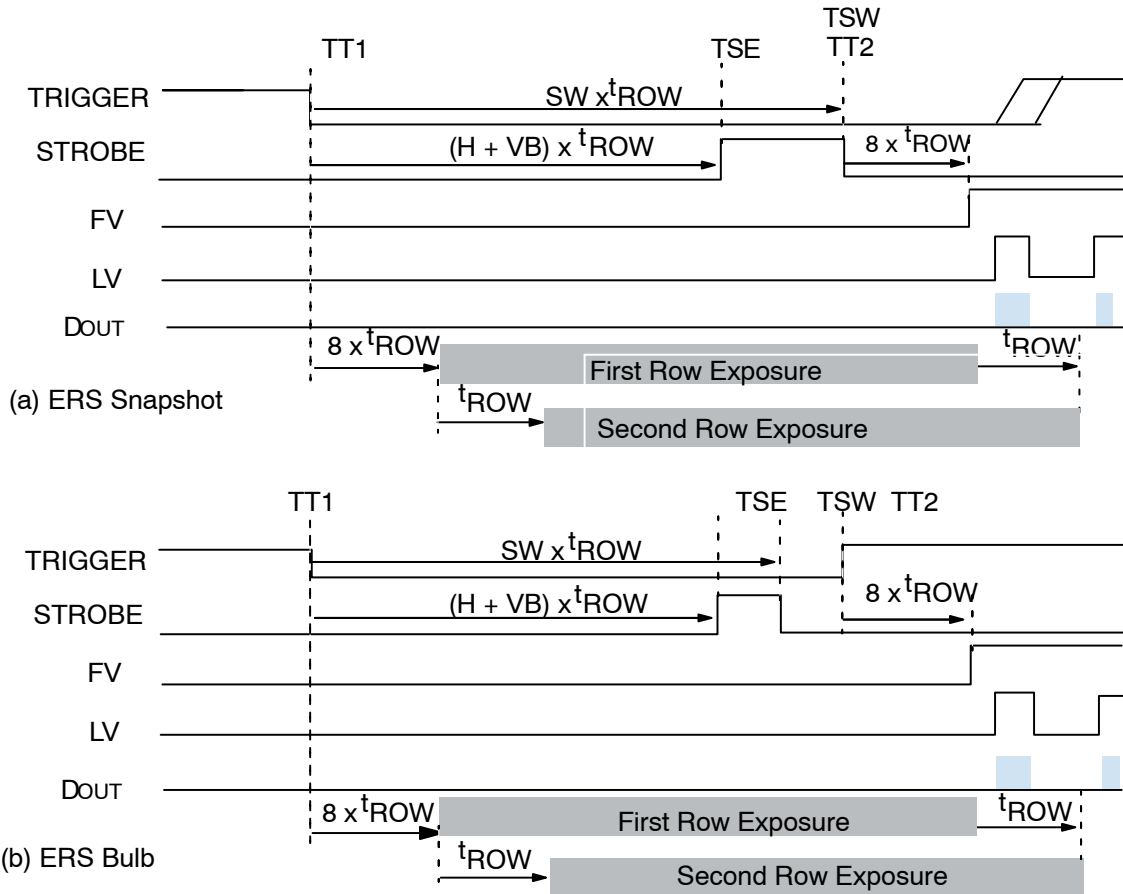 TSW
TT1 TSE TT2
TRIGGER
SW x tROW
STROBE
(H + VB) x tROW
8 x tROW
FV
LV
DOUT
8 x tROW
First Row Exposure
tROW
(a) ERS Snapshot
tROW
Second Row Exposure
TT1 TSE TSW TT2
TRIGGER
SW x tROW
STROBE
(H + VB) x tROW
8 x tROW
FV
LV
DOUT
8 x tROW
First Row Exposure
tROW
(b) ERS Bulb
tROW
Second Row Exposure